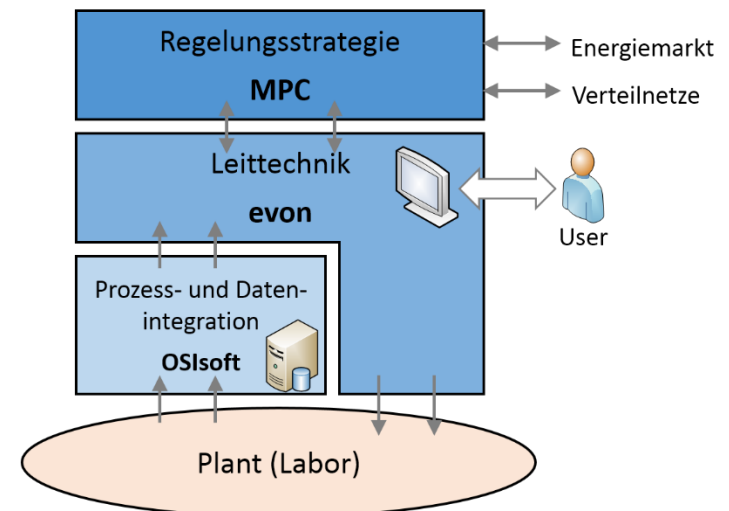 Regelungsstrategie
MPC
Energiemarkt
Verteilnetze
Leittechnik
evon
User
Prozess- und Daten-
integration
OSIsoft
Plant (Labor)